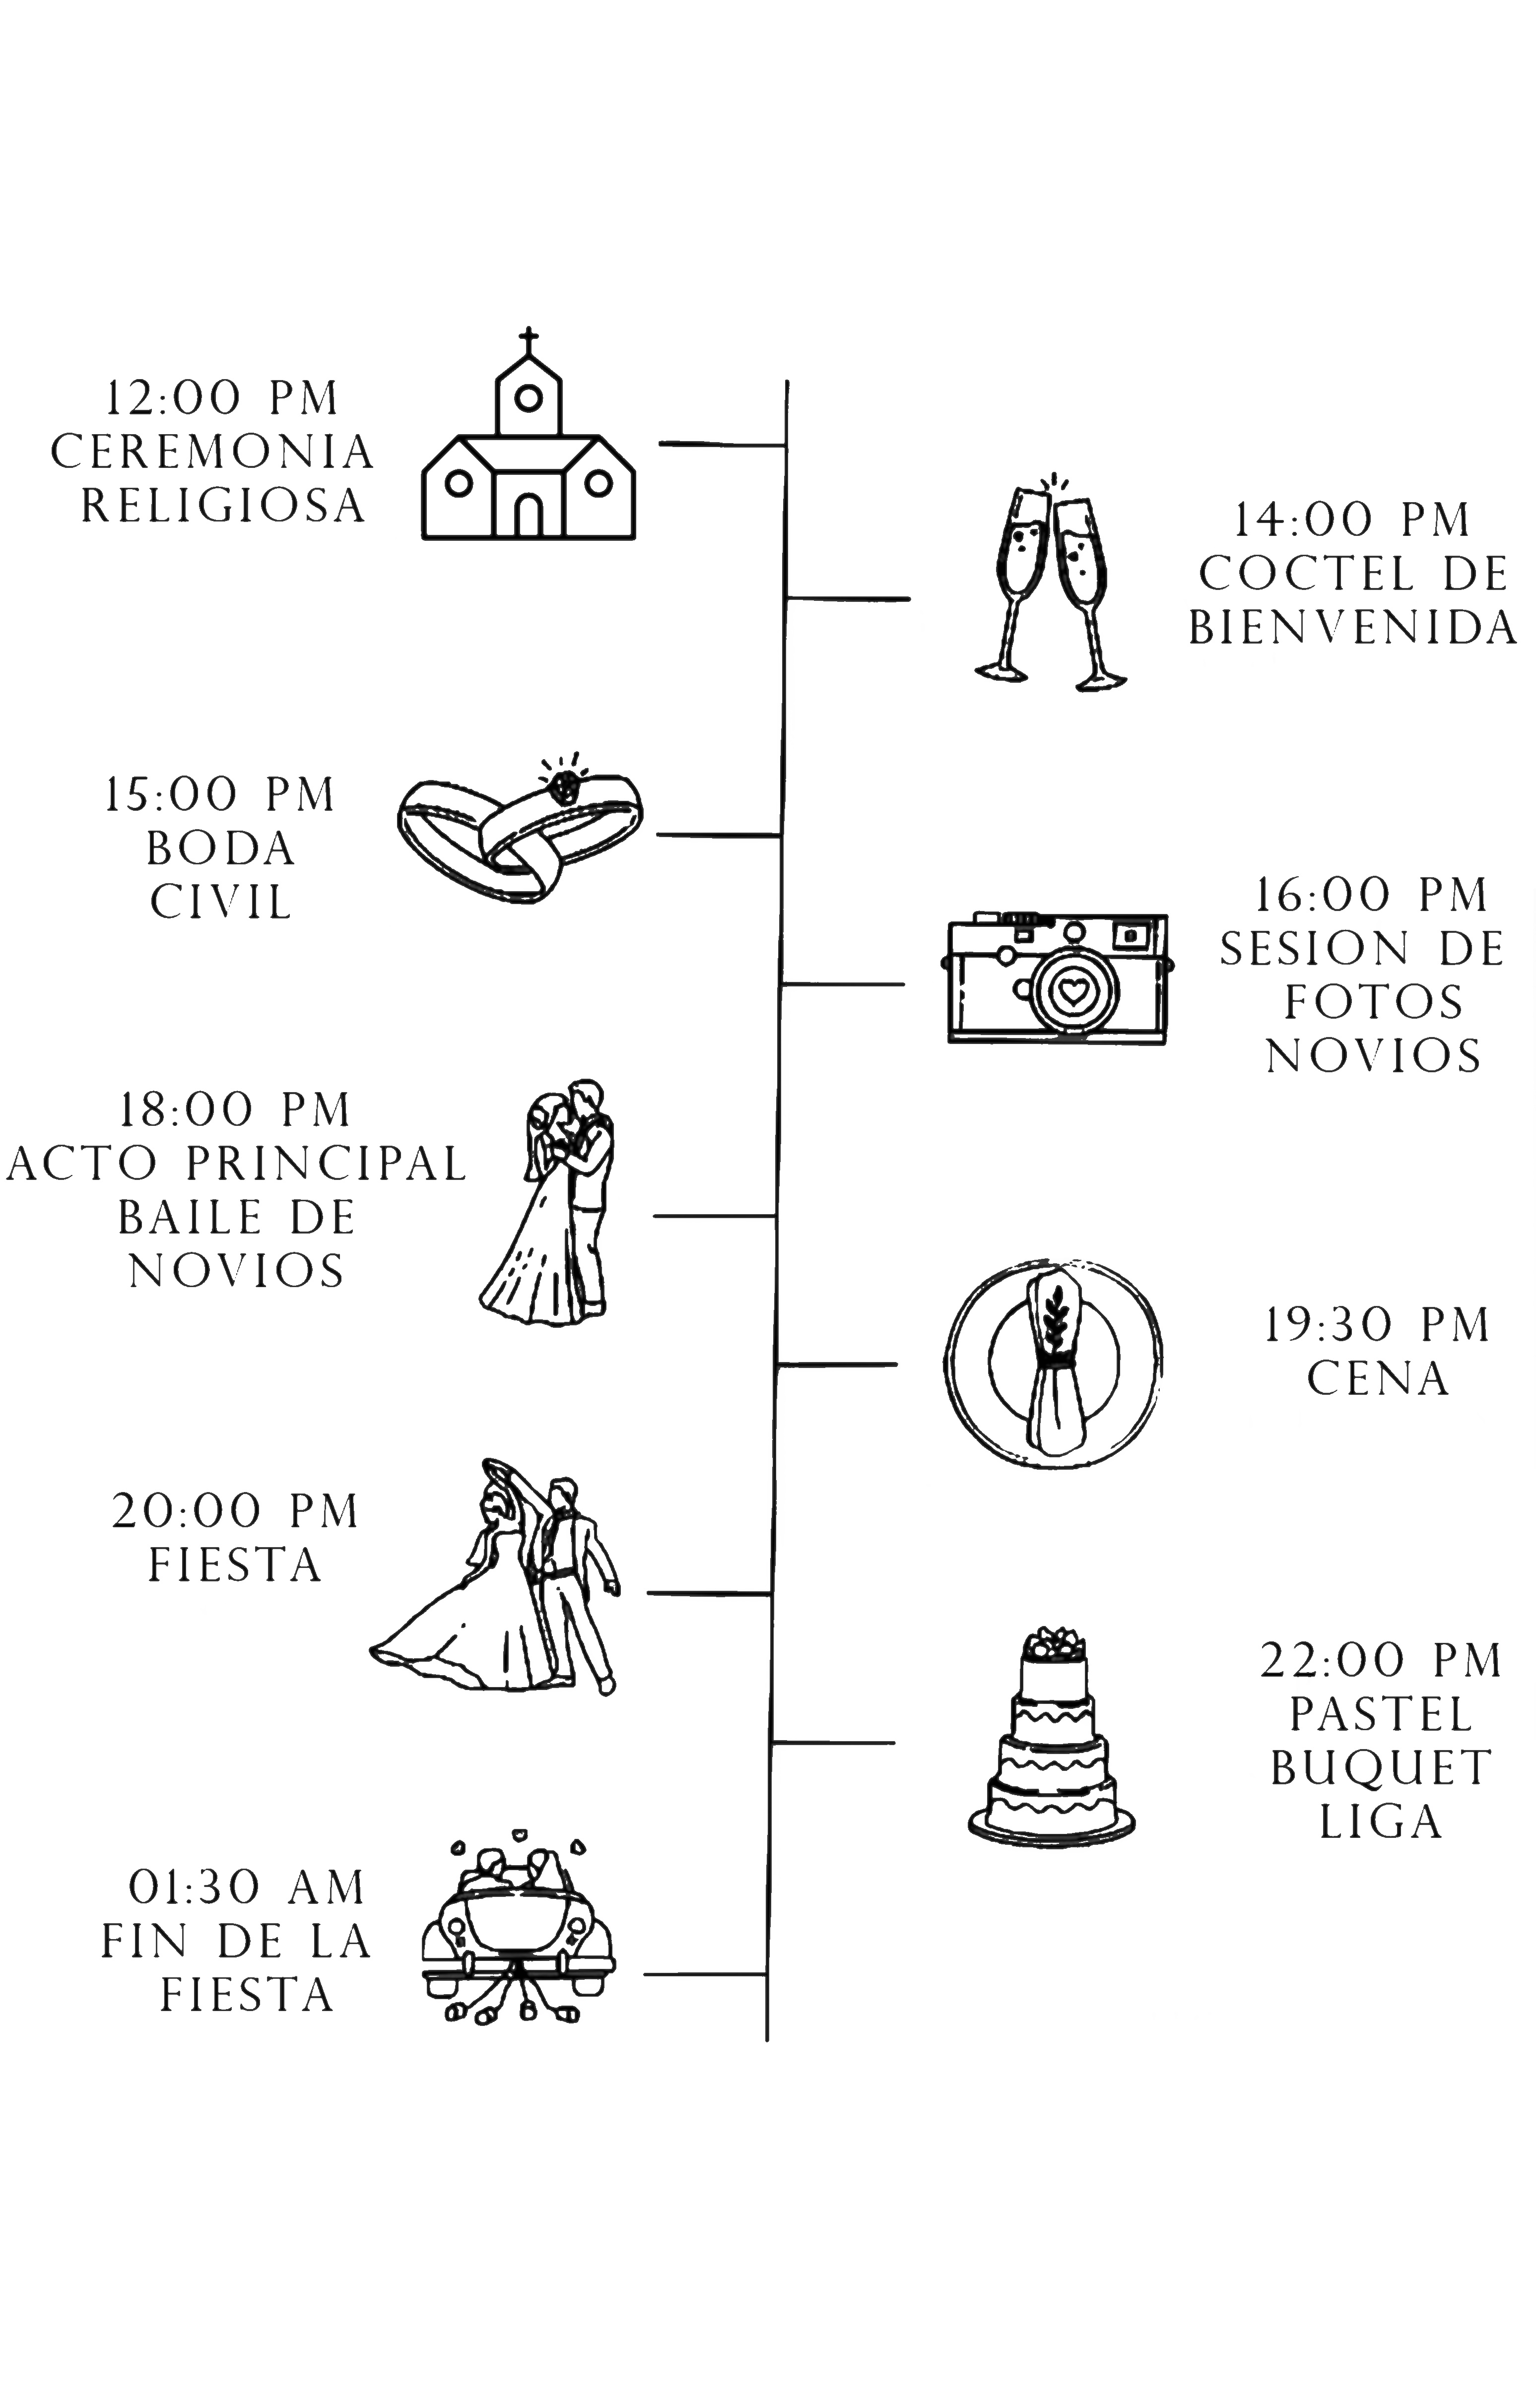 12:00 PM
CEREMONIA
RELIGIOSA
14:00 PM
COCTEL DE
BIENVENIDA
15:00 PM
BODA
CIVIL
16:00 PM
SESION DE
FOTOS
NOVIOS
18:00 PM
ACTO PRINCIPAL
BAILE DE
NOVIOS
19:30 PM
CENA
20:00 PM
FIESTA
22:00 PM
PASTEL
BUQUET
LIGA
01:30 AM
FIN DE LA
FIESTA